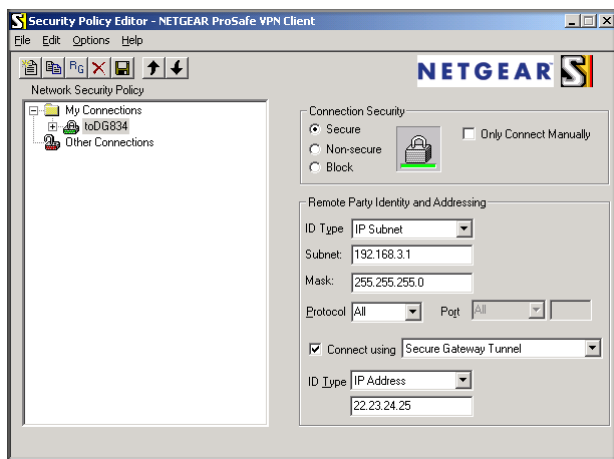 Security Policy Editor - NETGEAR ProSafe VPN Client
File Edit Options Help
RG
NETGEAR S
Network Security Policy
My Connections
toDG834
Other Connections
Connection Security
Secure
Non-secure
Block
Only Connect Manually
Remote Party Identity and Addressing
ID Type IP Subnet
Subnet: 192.168.3.1
Mask: 255.255.255.0
Protocol All Port All
Connect using Secure Gateway Tunnel
ID Type IP Address
22.23.24.25